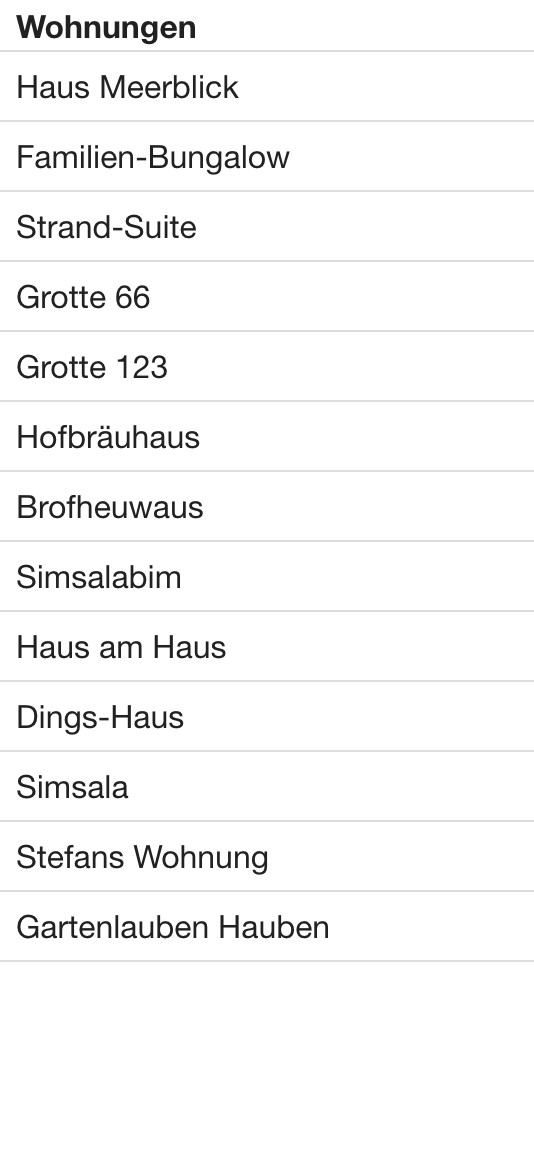 Wohnungen
Haus Meerblick
Familien-Bungalow
Strand-Suite
Grotte 66
Grotte 123
Hofbräuhaus
Brofheuwaus
Simsalabim
Haus am Haus
Dings-Haus
Simsala
Stefans Wohnung
Gartenlauben Hauben